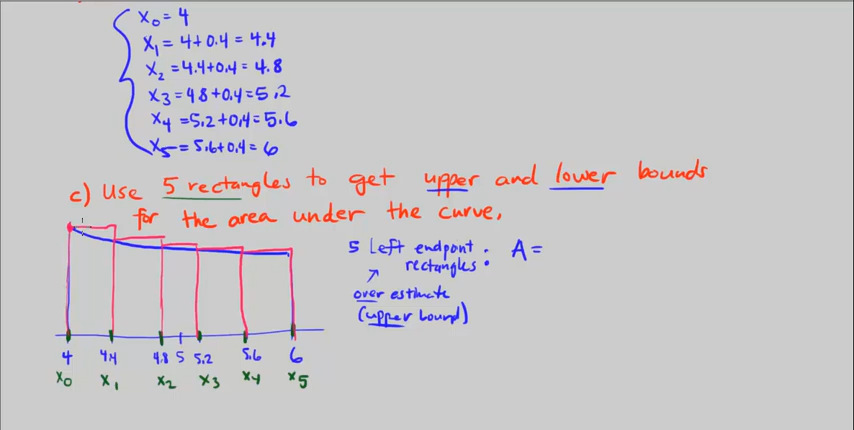 x₀ = 4
x₁ = 4+0.4 = 4.4
x₂ = 4.4+0.4 = 4.8
x₃ = 4.8+0.4 = 5.2
x₄ = 5.2+0.4 = 5.6
x₅ = 5.6+0.4 = 6
c) Use 5 rectangles to get upper and lower bounds
for the area under the curve.
5 Left endpont
rectangles : A =
over estimate
(upper bound)
4 4.4 4.8 5 5.2 5.6 6
x₀ x₁ x₂ x₃ x₄ x₅